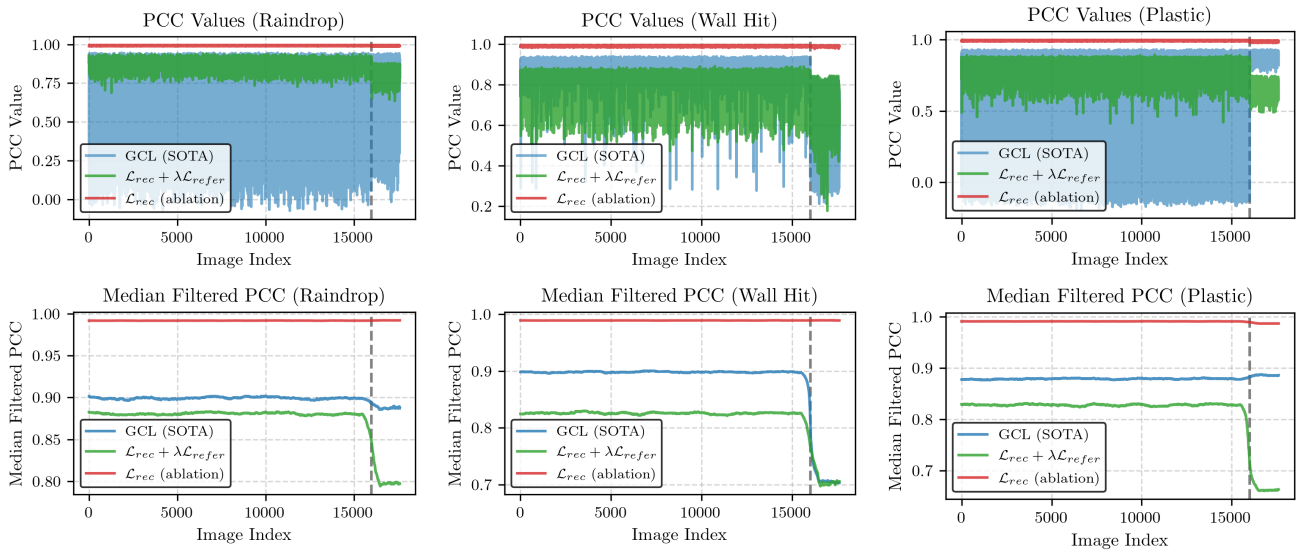 PCC Values (Raindrop)
PCC Value
1.00
0.75
0.50
0.25
0.00
GCL (SOTA)
ℒrec + λℒrefer
ℒrec (ablation)
0
5000
10000
15000
Image Index
PCC Values (Wall Hit)
PCC Value
1.0
0.8
0.6
0.4
0.2
GCL (SOTA)
ℒrec + λℒrefer
ℒrec (ablation)
0
5000
10000
15000
Image Index
PCC Values (Plastic)
PCC Value
1.0
0.5
0.0
GCL (SOTA)
ℒrec + λℒrefer
ℒrec (ablation)
0
5000
10000
15000
Image Index
Median Filtered PCC (Raindrop)
Median Filtered PCC
1.00
0.95
0.90
0.85
0.80
GCL (SOTA)
ℒrec + λℒrefer
ℒrec (ablation)
0
5000
10000
15000
Image Index
Median Filtered PCC (Wall Hit)
Median Filtered PCC
1.0
0.9
0.8
0.7
GCL (SOTA)
ℒrec + λℒrefer
ℒrec (ablation)
0
5000
10000
15000
Image Index
Median Filtered PCC (Plastic)
Median Filtered PCC
1.0
0.9
0.8
0.7
GCL (SOTA)
ℒrec + λℒrefer
ℒrec (ablation)
0
5000
10000
15000
Image Index